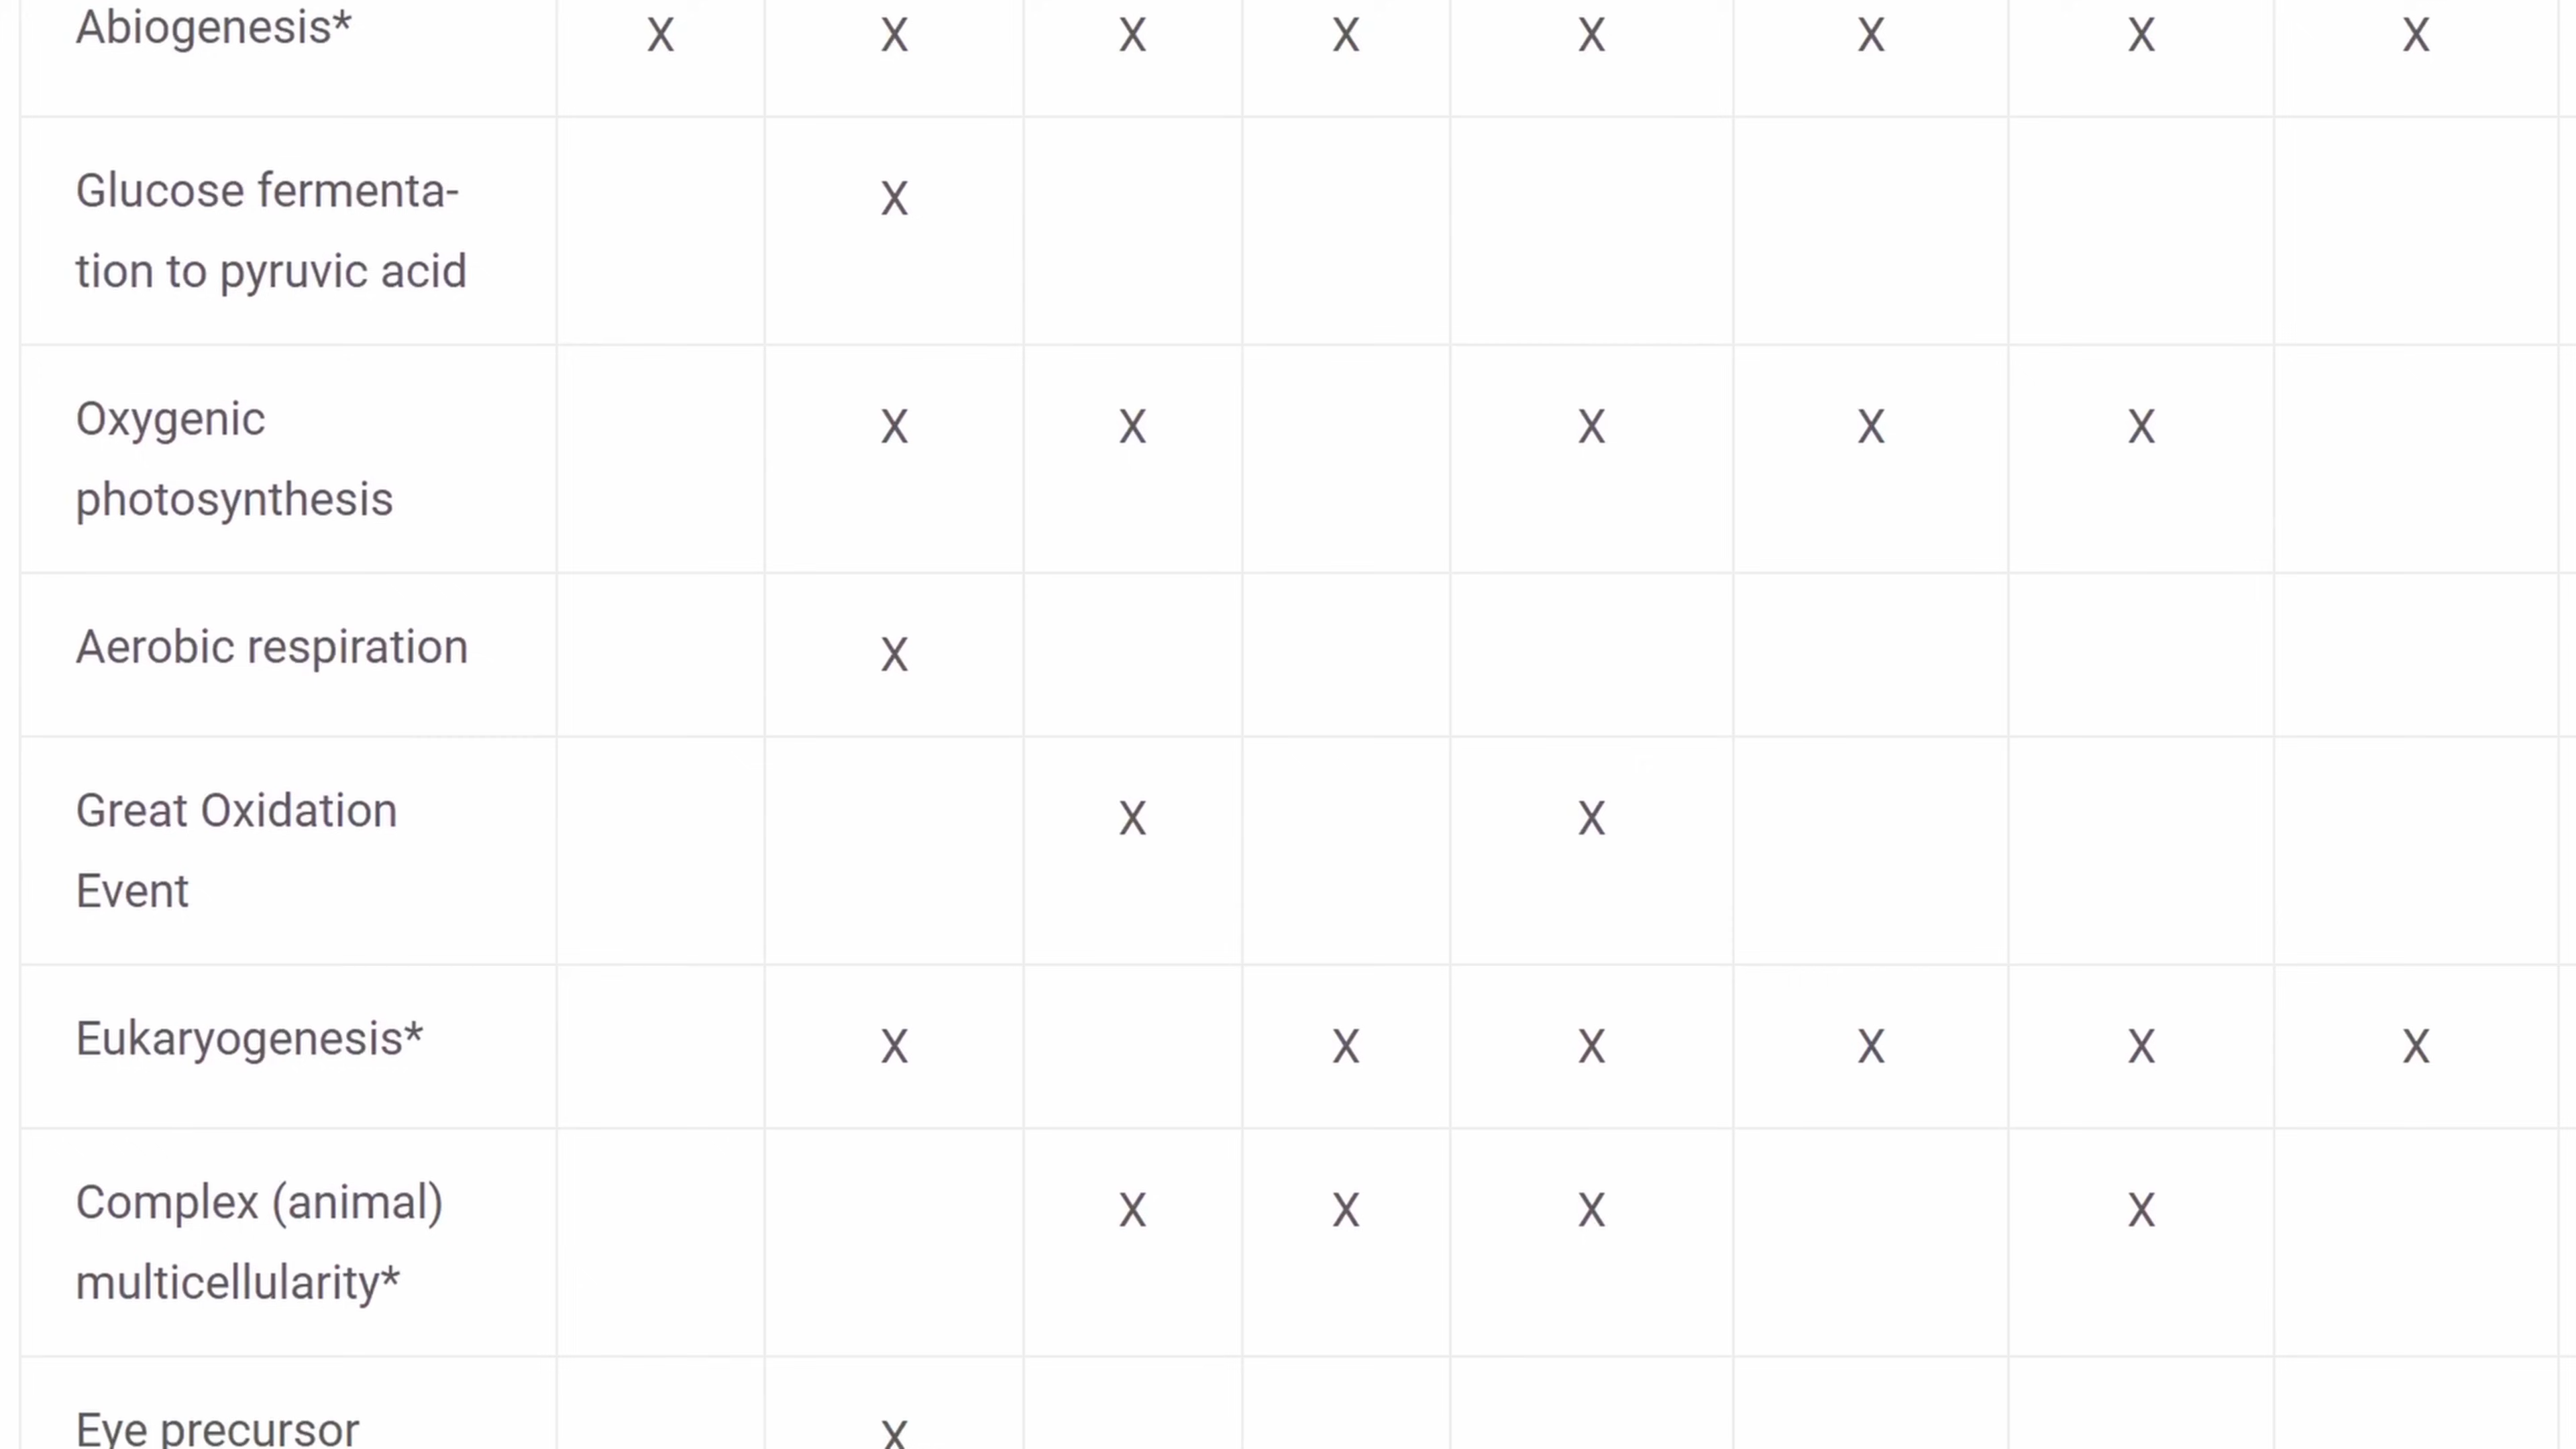 Abiogenesis* X X X X X X X X
Glucose fermenta- X
tion to pyruvic acid
Oxygenic X X X X X
photosynthesis
Aerobic respiration X
Great Oxidation X X
Event
Eukaryogenesis* X X X X X X
Complex (animal) X X X X
multicellularity*
Eye precursor X